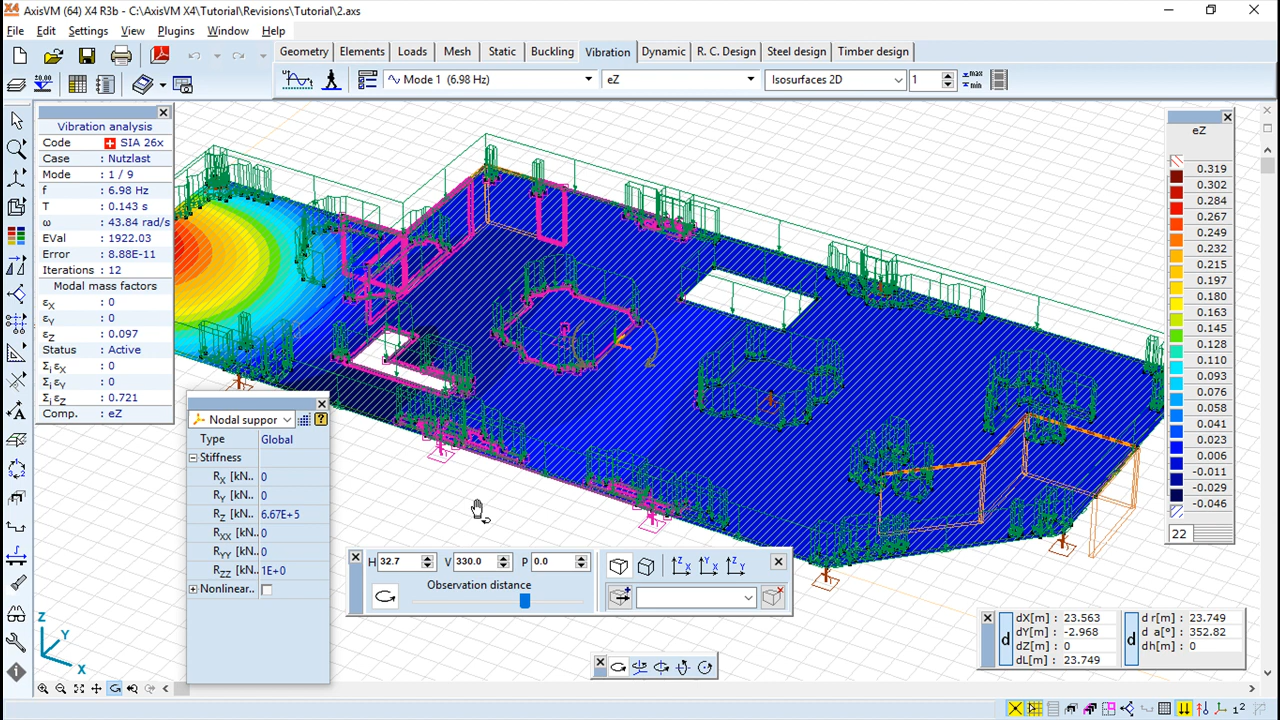 AxisVM (64) X4 R3b - C:\AxisVM X4\Tutorial\Revisions\Tutorial\2.axs
File Edit Settings View Plugins Window Help
Geometry Elements Loads Mesh Static Buckling Vibration Dynamic R. C. Design Steel design Timber design
Mode 1 (6.98 Hz) eZ Isosurfaces 2D 1 max min
Vibration analysis
Code : SIA 26x
Case : Nutzlast
Mode : 1 / 9
f : 6.98 Hz
T : 0.143 s
ω : 43.84 rad/s
EVal : 1922.03
Error : 8.88E-11
Iterations : 12
Modal mass factors
εX : 0
εY : 0
εZ : 0.097
Status : Active
ΣiεX : 0
ΣiεY : 0
ΣiεZ : 0.721
Comp. : eZ
eZ
0.319
0.302
0.284
0.267
0.249
0.232
0.215
0.197
0.180
0.163
0.145
0.128
0.110
0.093
0.076
0.058
0.041
0.023
0.006
-0.011
-0.029
-0.046
22
Nodal suppor
Type Global
Stiffness
RX [kN.. 0
RY [kN.. 0
RZ [kN.. 6.67E+5
RXX [kN.. 0
RYY [kN.. 0
RZZ [kN.. 1E+0
Nonlinear..
H 32.7 V 330.0 P 0.0
Observation distance
d dX[m] : 23.563
dY[m] : -2.968
dZ[m] : 0
dL[m] : 23.749
d d r[m] : 23.749
d a[°] : 352.82
dh[m] : 0
Z
Y
X